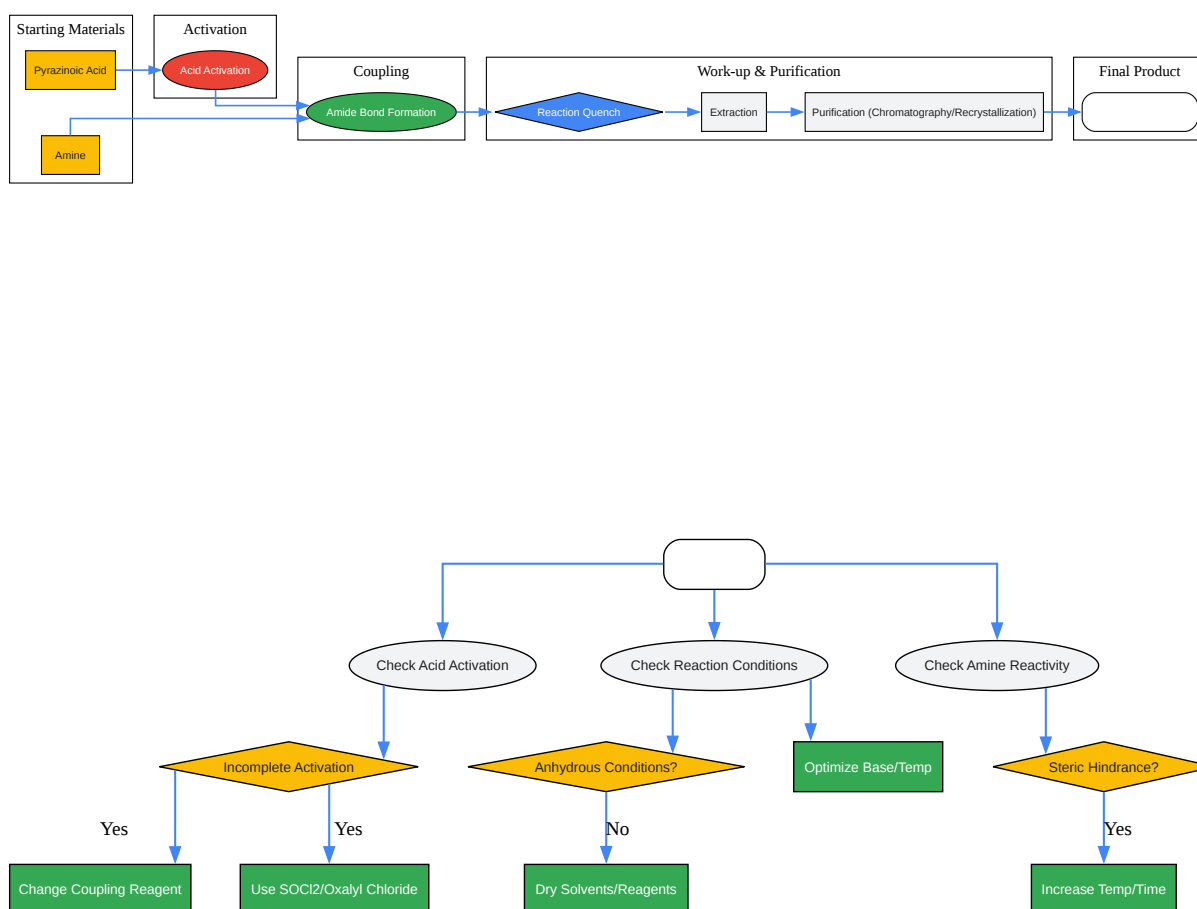 Starting Materials
Activation
Pyrazinoic Acid
Acid Activation
Coupling
Work-up & Purification
Final Product
Amide Bond Formation
Reaction Quench
Extraction
Purification (Chromatography/Recrystallization)
Amine
Check Acid Activation
Check Reaction Conditions
Check Amine Reactivity
Incomplete Activation
Anhydrous Conditions?
Optimize Base/Temp
Steric Hindrance?
Yes
Yes
No
Yes
Change Coupling Reagent
Use SOCl2/Oxalyl Chloride
Dry Solvents/Reagents
Increase Temp/Time